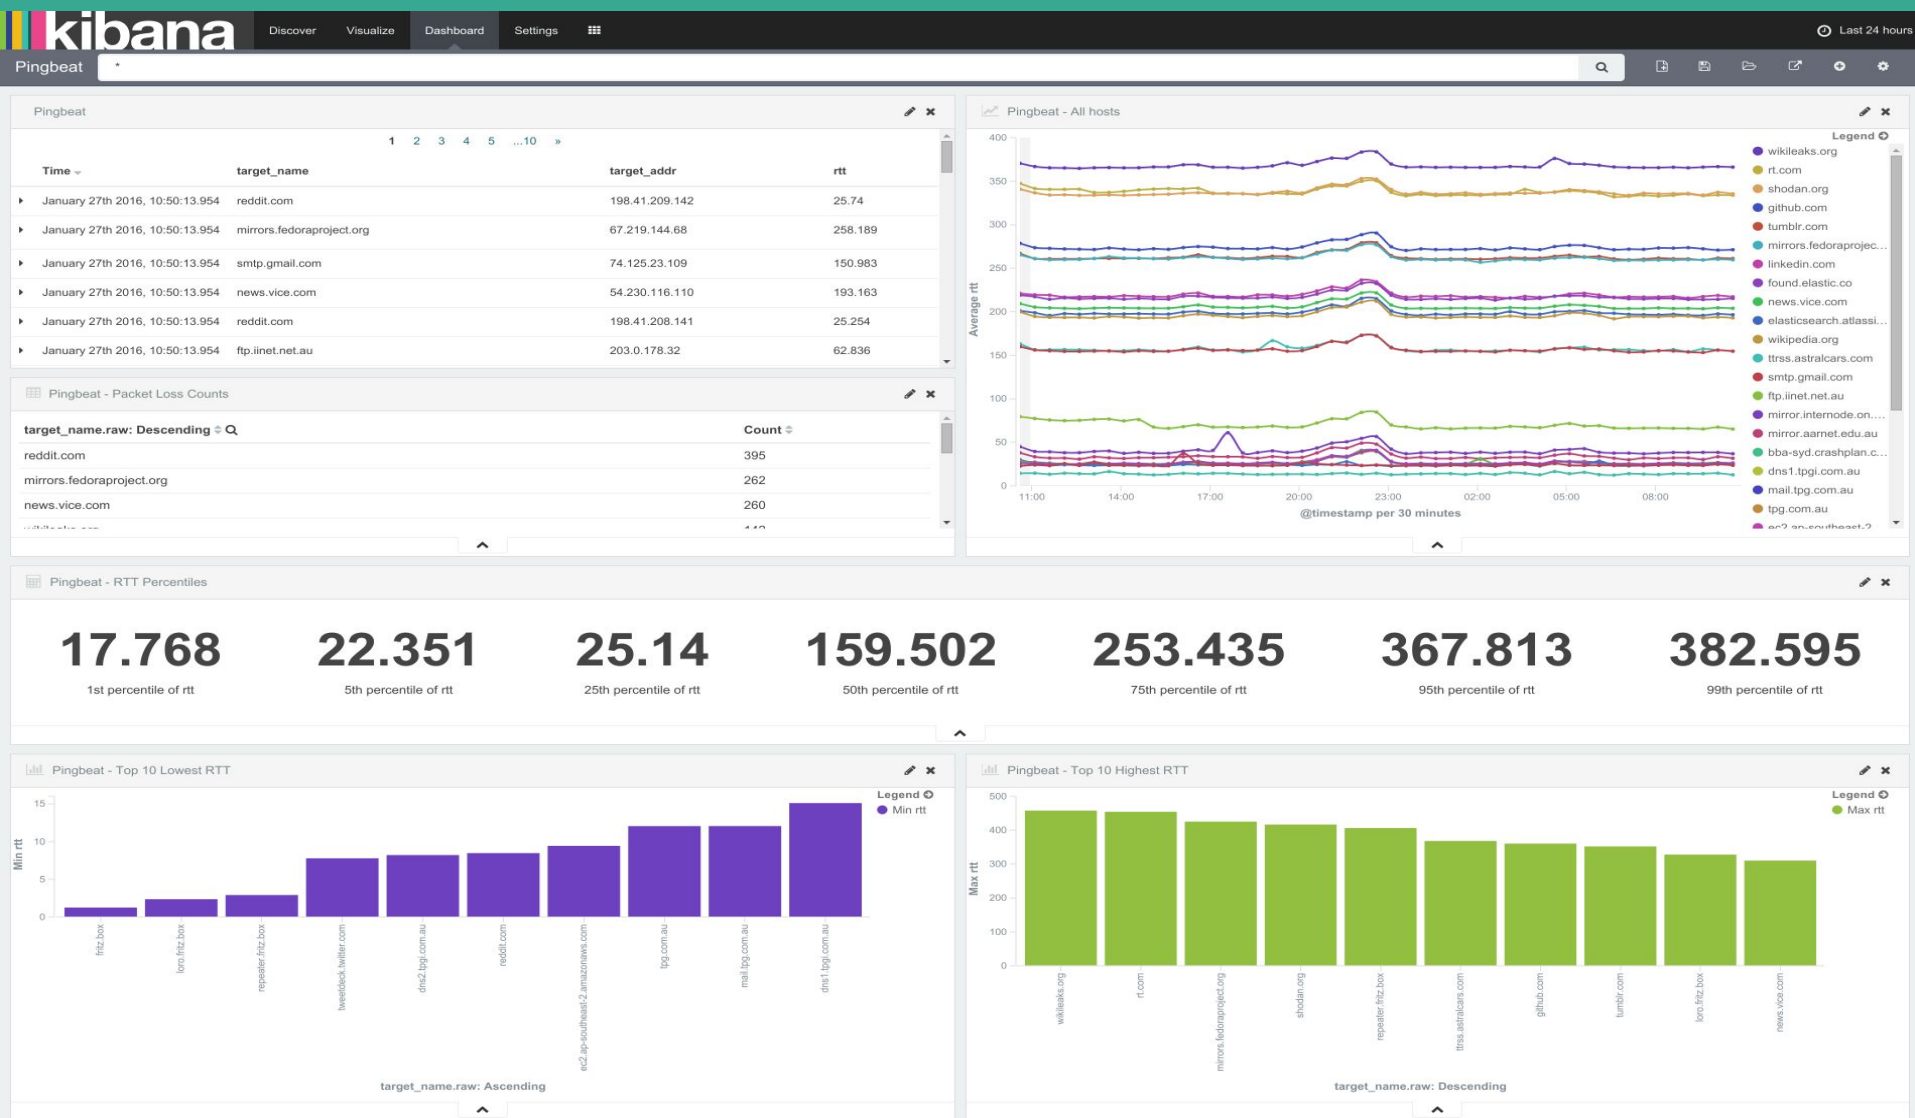 kibana
Discover Visualize Dashboard Settings
Last 24 hours
Pingbeat *
Pingbeat
1 2 3 4 5 ...10 »
Time target_name target_addr rtt
January 27th 2016, 10:50:13.954 reddit.com 198.41.209.142 25.74
January 27th 2016, 10:50:13.954 mirrors.fedoraproject.org 67.219.144.68 258.189
January 27th 2016, 10:50:13.954 smtp.gmail.com 74.125.23.109 150.983
January 27th 2016, 10:50:13.954 news.vice.com 54.230.116.110 193.163
January 27th 2016, 10:50:13.954 reddit.com 198.41.208.141 25.254
January 27th 2016, 10:50:13.954 ftp.iinet.net.au 203.0.178.32 62.836
Pingbeat - Packet Loss Counts
target_name.raw: Descending Count
reddit.com 395
mirrors.fedoraproject.org 262
news.vice.com 260
Pingbeat - All hosts
Legend
400
350
300
250
200
150
100
50
0
Average rtt
11:00 14:00 17:00 20:00 23:00 02:00 05:00 08:00
@timestamp per 30 minutes
wikileaks.org
rt.com
shodan.org
github.com
tumblr.com
mirrors.fedoraprojec...
linkedin.com
found.elastic.co
news.vice.com
elasticsearch.atlassi...
wikipedia.org
ttrss.astralcars.com
smtp.gmail.com
ftp.iinet.net.au
mirror.internode.on....
mirror.aarnet.edu.au
bba-syd.crashplan.c...
dns1.tpgi.com.au
mail.tpg.com.au
tpg.com.au
ec2.ap-southeast-2
Pingbeat - RTT Percentiles
17.768 22.351 25.14 159.502 253.435 367.813 382.595
1st percentile of rtt 5th percentile of rtt 25th percentile of rtt 50th percentile of rtt 75th percentile of rtt 95th percentile of rtt 99th percentile of rtt
Pingbeat - Top 10 Lowest RTT
Legend
Min rtt
15
10
5
0
Min rtt
fritz.box
loro.fritz.box
repeater.fritz.box
tweetdeck.twitter.com
dns2.tpgi.com.au
reddit.com
ec2.ap-southeast-2.amazonaws.com
tpg.com.au
mail.tpg.com.au
dns1.tpgi.com.au
target_name.raw: Ascending
Pingbeat - Top 10 Highest RTT
Legend
Max rtt
500
400
300
200
100
0
Max rtt
wikileaks.org
rt.com
mirrors.fedoraproject.org
shodan.org
repeater.fritz.box
ttrss.astralcars.com
github.com
tumblr.com
loro.fritz.box
news.vice.com
target_name.raw: Descending